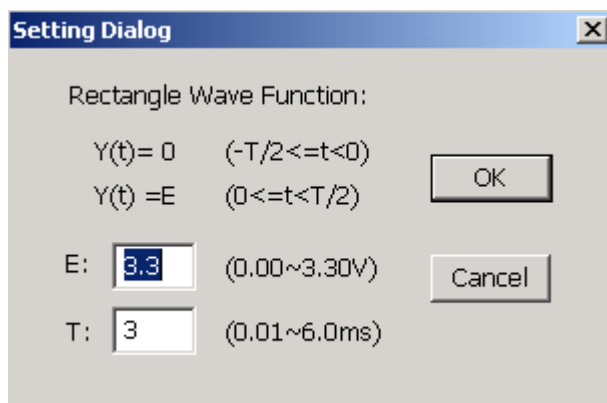 Setting Dialog
Rectangle Wave Function:
Y(t)= 0 (-T/2<=t<0)
Y(t) =E (0<=t<T/2)
OK
E: 3.3 (0.00~3.30V)
Cancel
T: 3 (0.01~6.0ms)